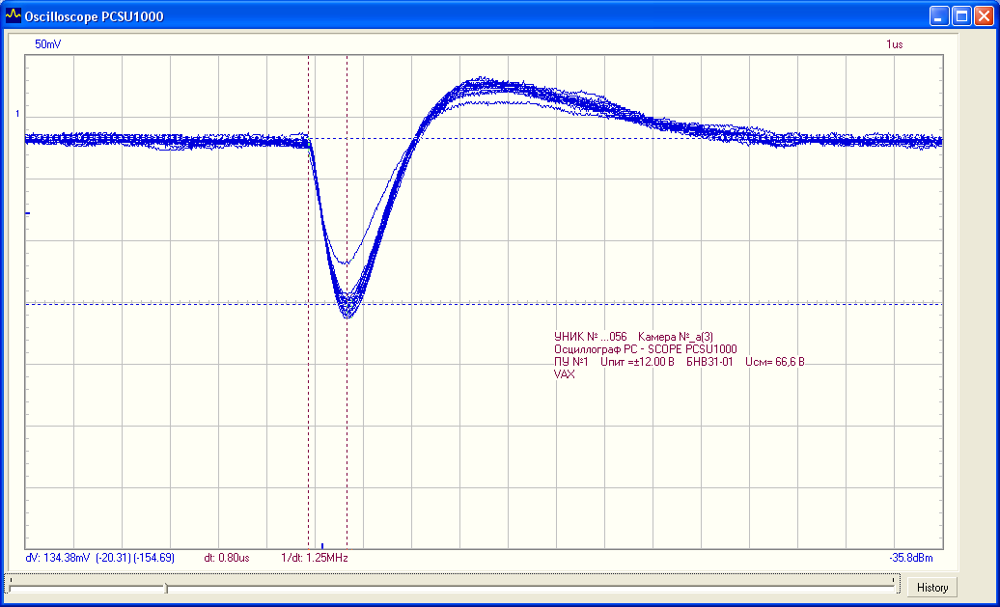 Oscilloscope PCSU1000
50mV 1us
1
УНИК № ...056 Камера №_а(3)
Осциллограф PC - SCOPE PCSU1000
ПУ №1 Uпит =±12.00 В БНВ31-01 Uсм= 66,6 В
VAX
dV: 134.38mV (-20.31) (-154.69) dt: 0.80us 1/dt: 1.25MHz -35.8dBm
History